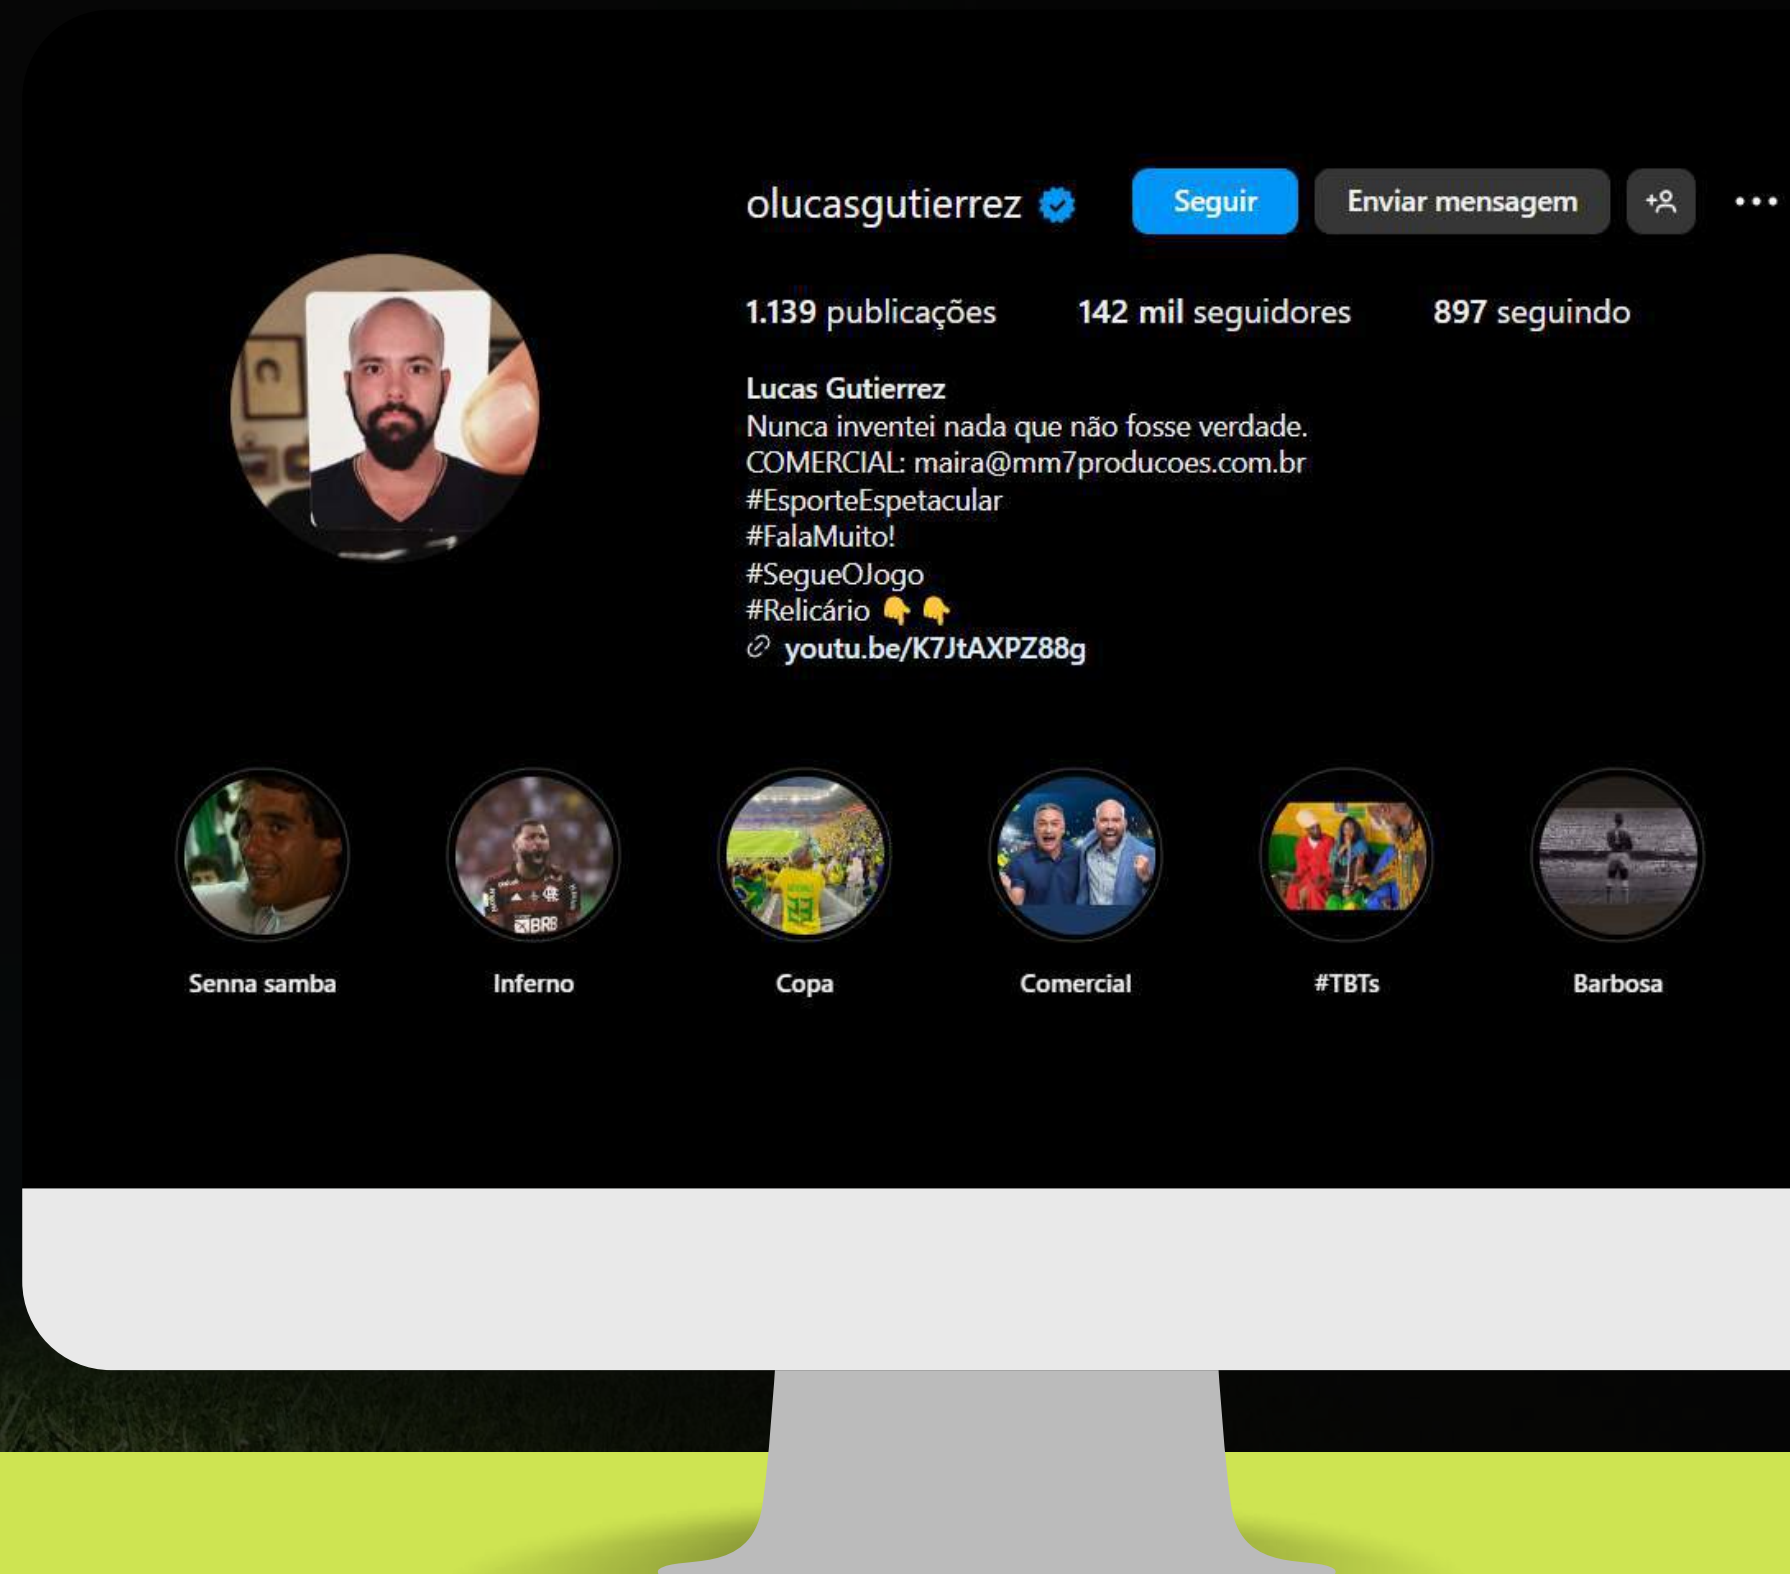 olucasgutierrez Seguir Enviar mensagem
1.139 publicações 142 mil seguidores 897 seguindo
Lucas Gutierrez
Nunca inventei nada que não fosse verdade.
COMERCIAL: maira@mm7producoes.com.br
#EsporteEspetacular
#FalaMuito!
#SegueOJogo
#Relicário 👇👇
youtu.be/K7JtAXPZ88g
BRB
Senna samba Inferno Copa Comercial #TBTs Barbosa